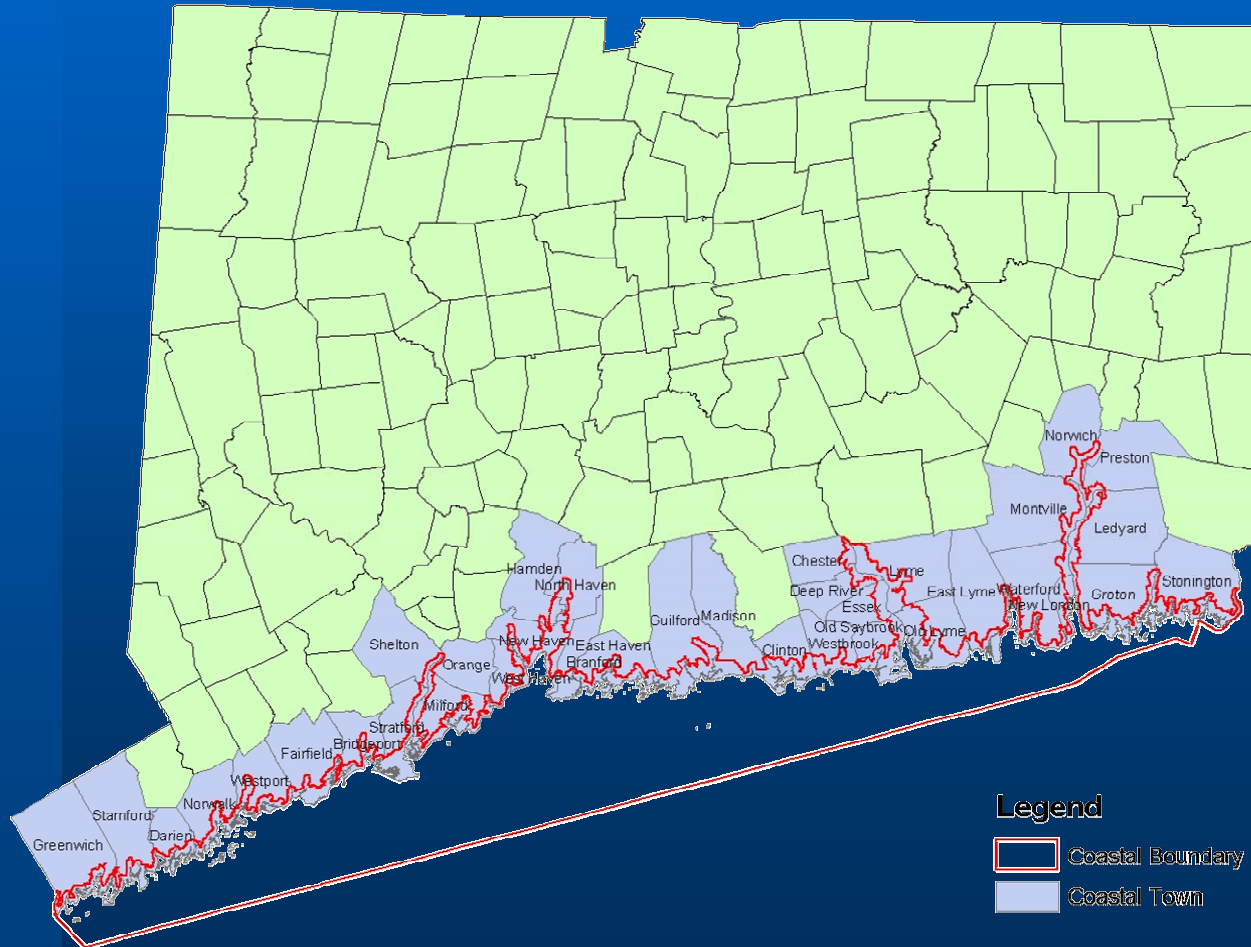 Norwich
Preston
Montville
Ledyard
Chester
Lyme
Hamden
North Haven
Deep River
East Lyme
Waterford
Stonington
Groton
New London
Essex
Guilford
Madison
Old Saybrook
Old Lyme
Shelton
New Haven
East Haven
Westbrook
Clinton
Orange
Branford
West Haven
Milford
Stratford
Bridgeport
Fairfield
Westport
Norwalk
Stamford
Darien
Greenwich
Legend
Coastal Boundary
Coastal Town